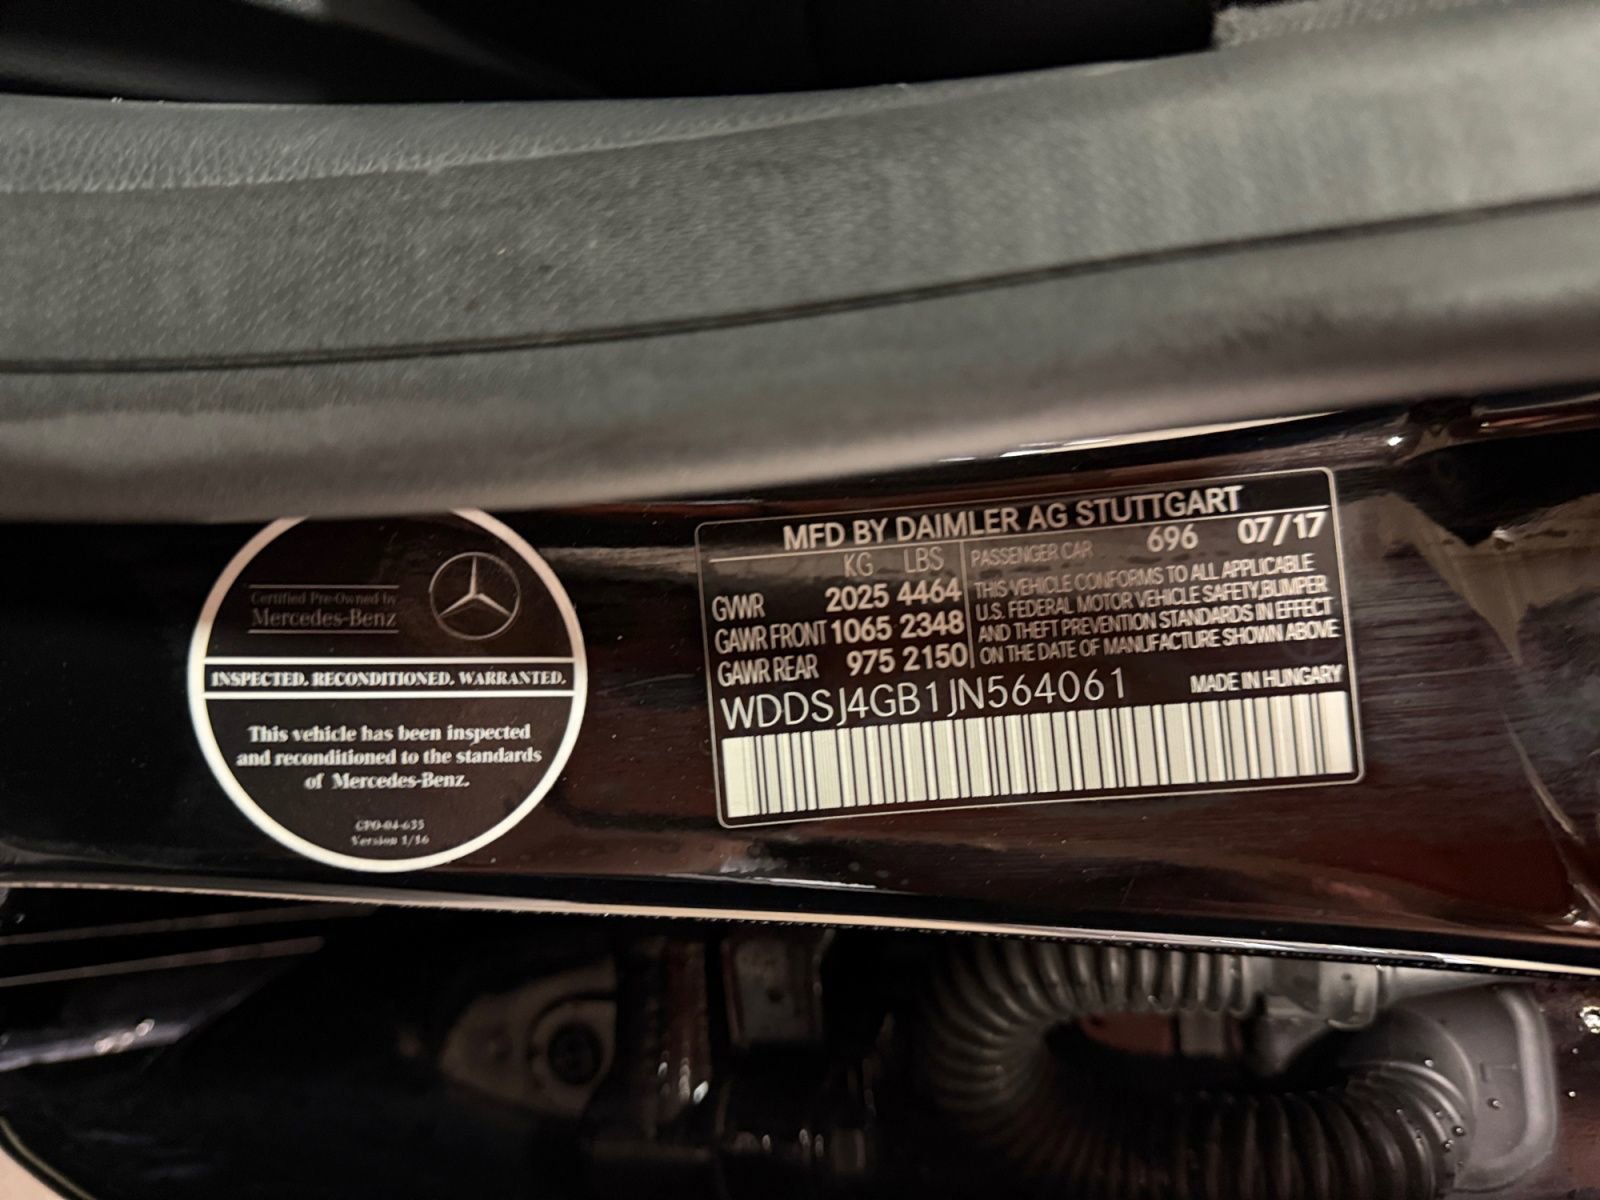 Certified Pre-Owned by
Mercedes-Benz
INSPECTED. RECONDITIONED. WARRANTED.
This vehicle has been inspected
and reconditioned to the standards
of Mercedes-Benz.
CPO-04-635
Version 1/16
MFD BY DAIMLER AG STUTTGART
KG LBS
GVWR 2025 4464
GAWR FRONT 1065 2348
GAWR REAR 975 2150
PASSENGER CAR 696 07/17
THIS VEHICLE CONFORMS TO ALL APPLICABLE
U.S. FEDERAL MOTOR VEHICLE SAFETY,BUMPER
AND THEFT PREVENTION STANDARDS IN EFFECT
ON THE DATE OF MANUFACTURE SHOWN ABOVE
WDDSJ4GB1JN564061 MADE IN HUNGARY